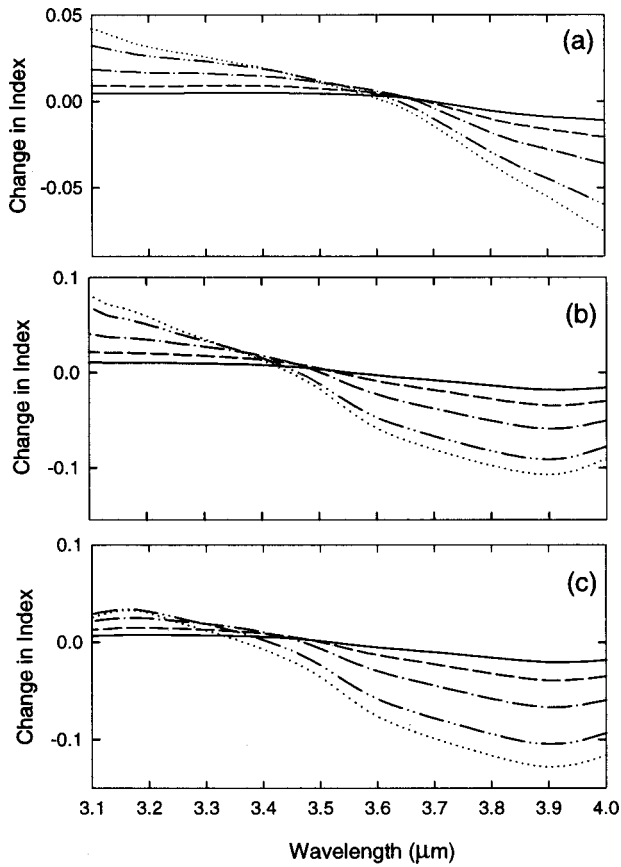 (a)
Change in Index
0.05
0.00
-0.05
(b)
Change in Index
0.1
0.0
-0.1
(c)
Change in Index
0.1
0.0
-0.1
3.1 3.2 3.3 3.4 3.5 3.6 3.7 3.8 3.9 4.0
Wavelength (μm)